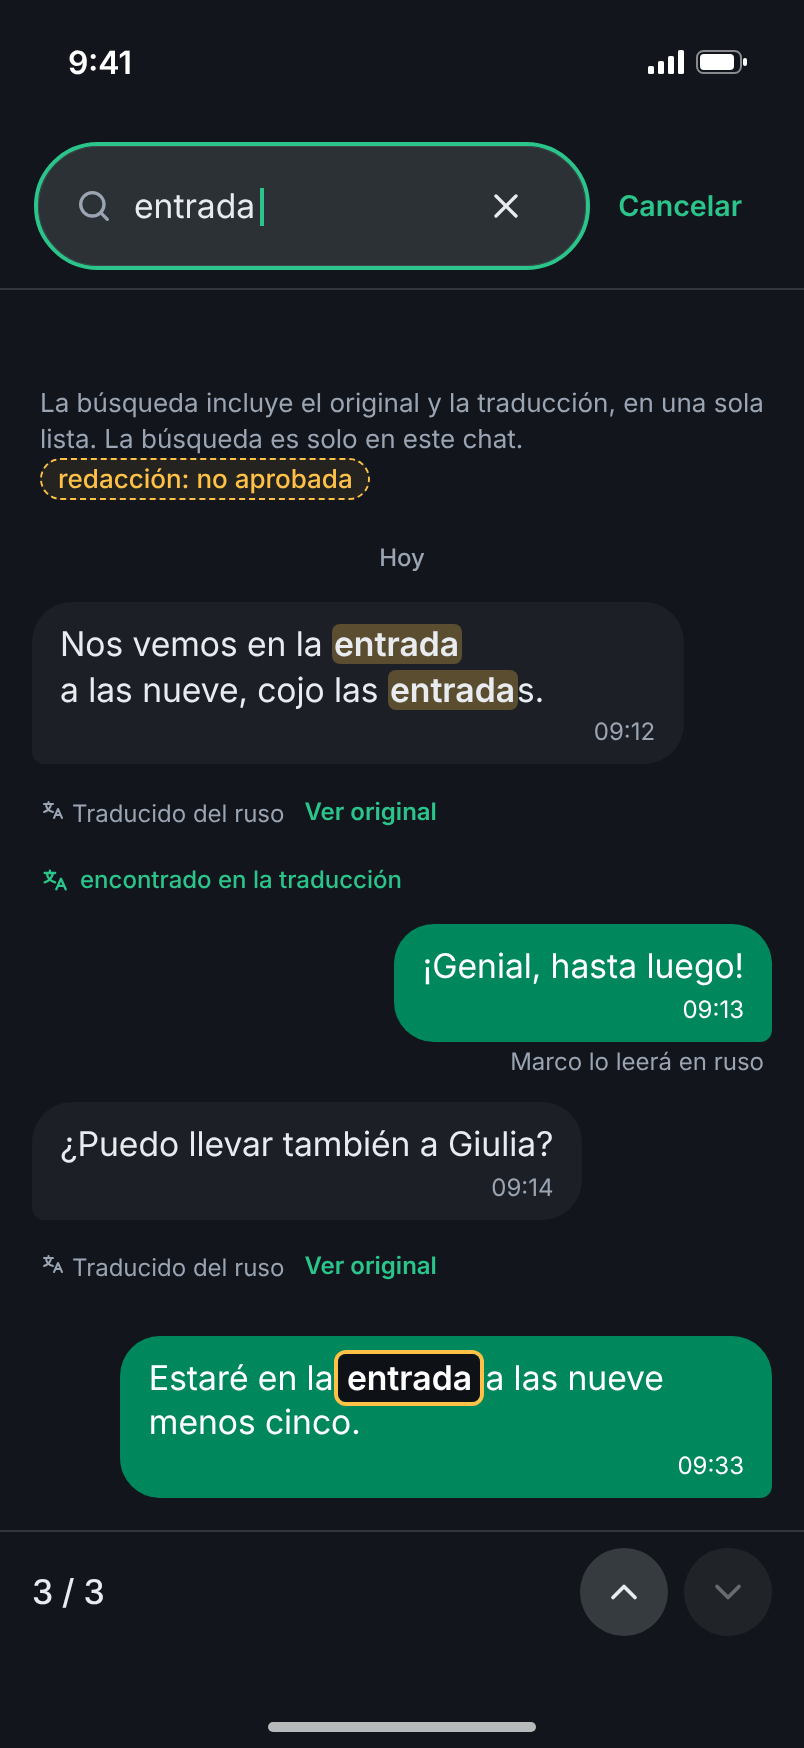 9:41
entrada
Cancelar
La búsqueda incluye el original y la traducción, en una sola
lista. La búsqueda es solo en este chat.
redacción: no aprobada
Hoy
Nos vemos en la entrada
a las nueve, cojo las entradas.
09:12
Traducido del ruso Ver original
encontrado en la traducción
¡Genial, hasta luego!
09:13
Marco lo leerá en ruso
¿Puedo llevar también a Giulia?
09:14
Traducido del ruso Ver original
Estaré en la entrada a las nueve
menos cinco.
09:33
3 / 3